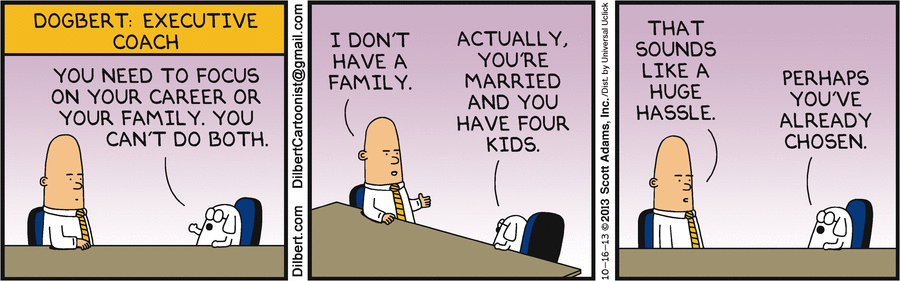 DOGBERT: EXECUTIVE
COACH
YOU NEED TO FOCUS
ON YOUR CAREER OR
YOUR FAMILY. YOU
CAN'T DO BOTH.
Dilbert.com DilbertCartoonist@gmail.com
I DON'T
HAVE A
FAMILY.
ACTUALLY,
YOU'RE
MARRIED
AND YOU
HAVE FOUR
KIDS.
10-16-13 ©2013 Scott Adams, Inc. /Dist. by Universal Uclick
THAT
SOUNDS
LIKE A
HUGE
HASSLE.
PERHAPS
YOU'VE
ALREADY
CHOSEN.